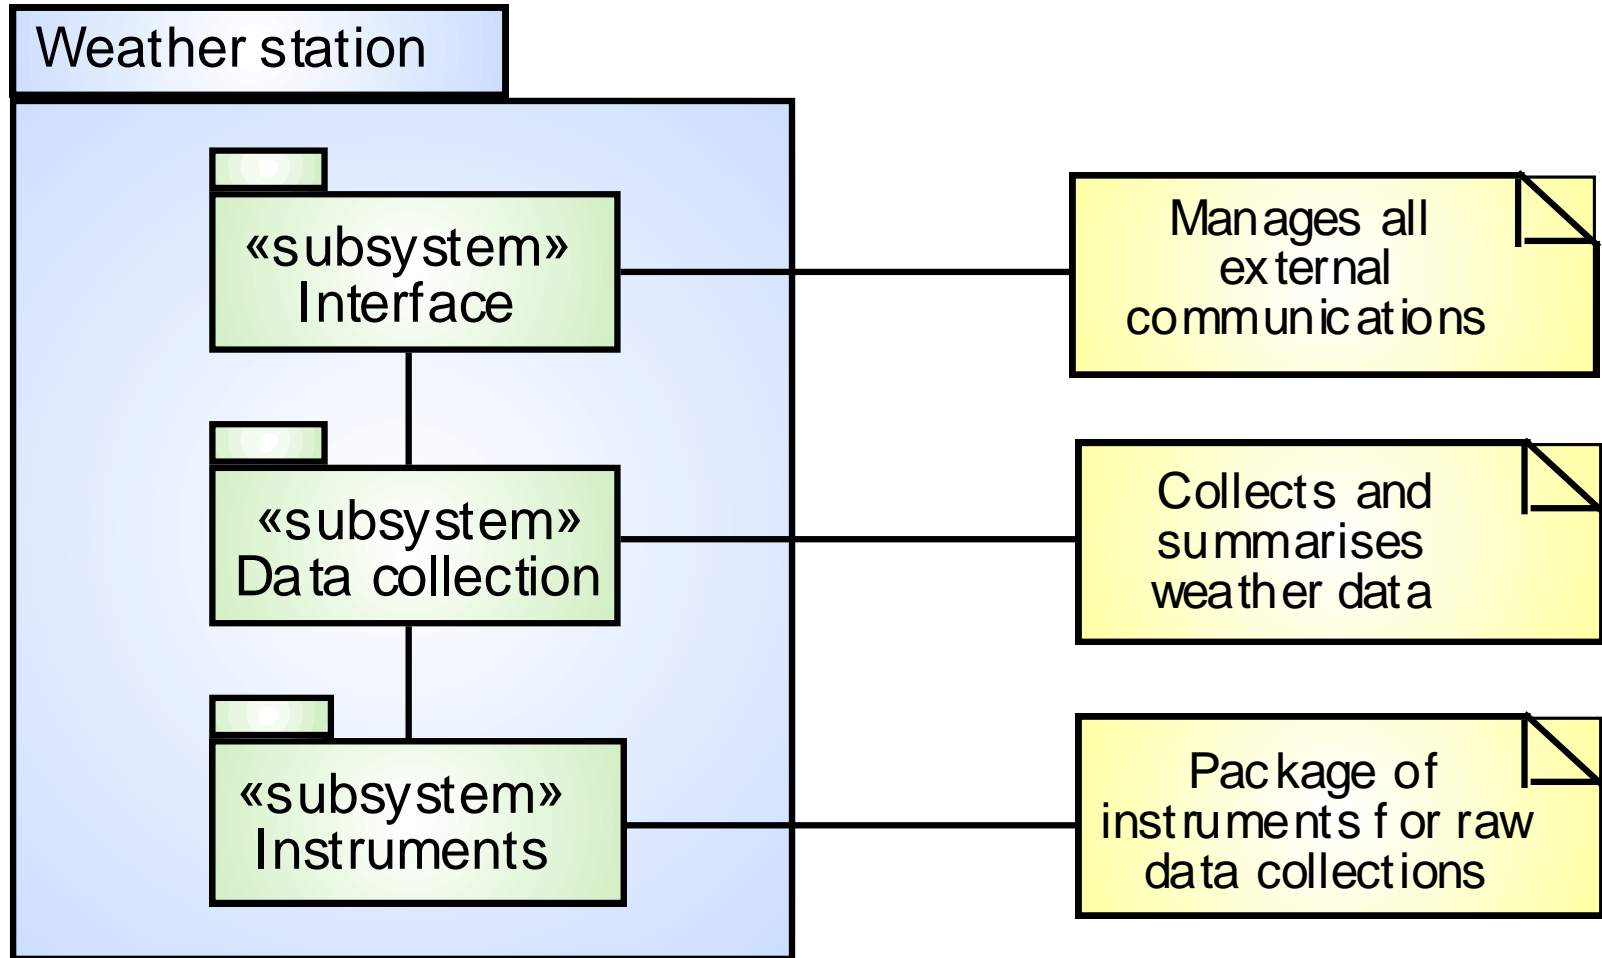 Weather station
«subsystem»
Interface
Manages all
external
communications
«subsystem»
Data collection
Collects and
summarises
weather data
«subsystem»
Instruments
Package of
instruments for raw
data collections